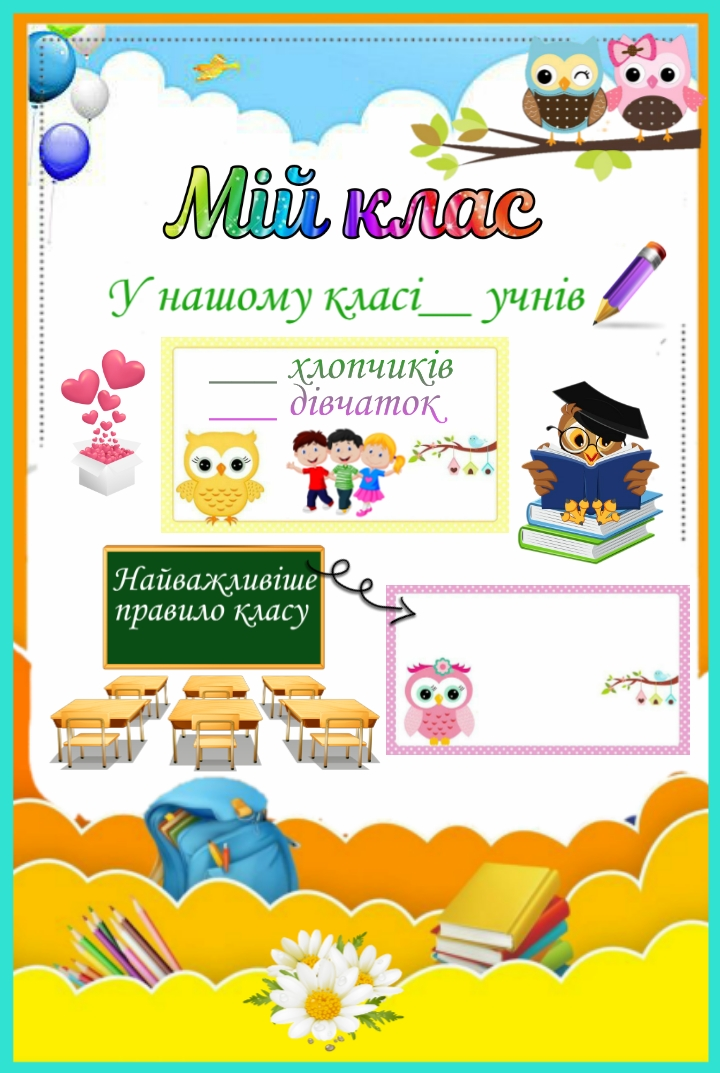 Мій клас
У нашому класі__ учнів
____ хлопчиків
____ дівчаток
Найважливіше
правило класу